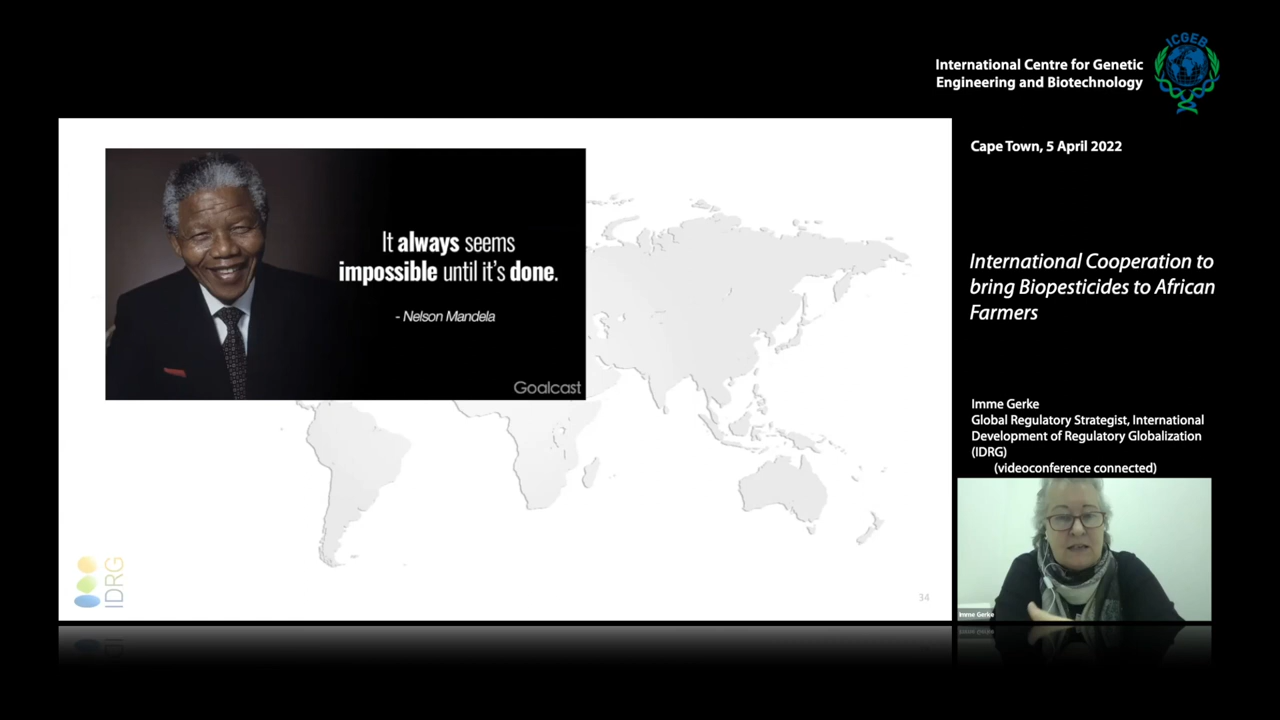 International Centre for Genetic
Engineering and Biotechnology
ICGEB
Cape Town, 5 April 2022
It always seems
impossible until it's done.
- Nelson Mandela
Goalcast
International Cooperation to
bring Biopesticides to African
Farmers
Imme Gerke
Global Regulatory Strategist, International
Development of Regulatory Globalization
(IDRG)
(videoconference connected)
Imme Gerke
IDRG
34